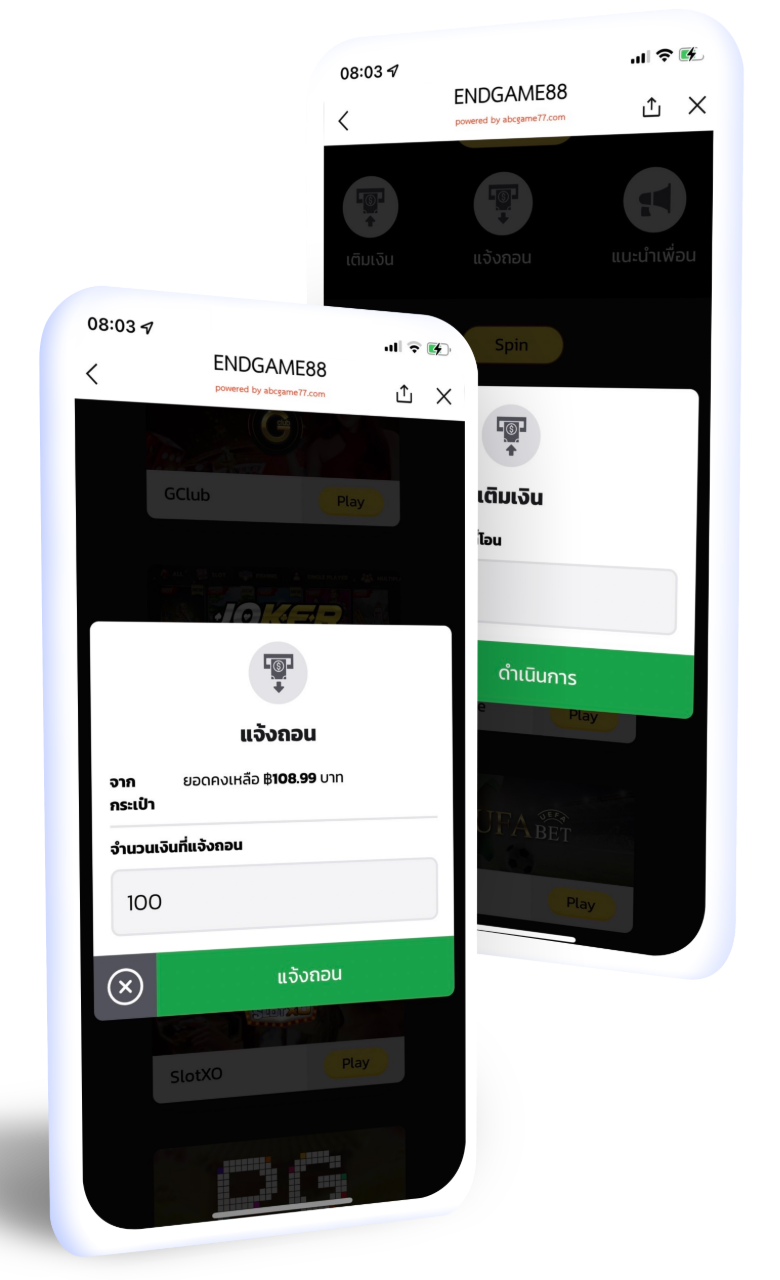 08:03
ENDGAME88
powered by abcgame77.com
เติมเงิน
แจ้งถอน
แนะนำเพื่อน
Spin
เติมเงิน
โอน
ดำเนินการ
Play
UFABET
Play
08:03
ENDGAME88
powered by abcgame77.com
GClub
Play
JOKER
แจ้งถอน
จาก
กระเป๋า
ยอดคงเหลือ ฿108.99 บาท
จำนวนเงินที่แจ้งถอน
100
แจ้งถอน
SlotXO
Play